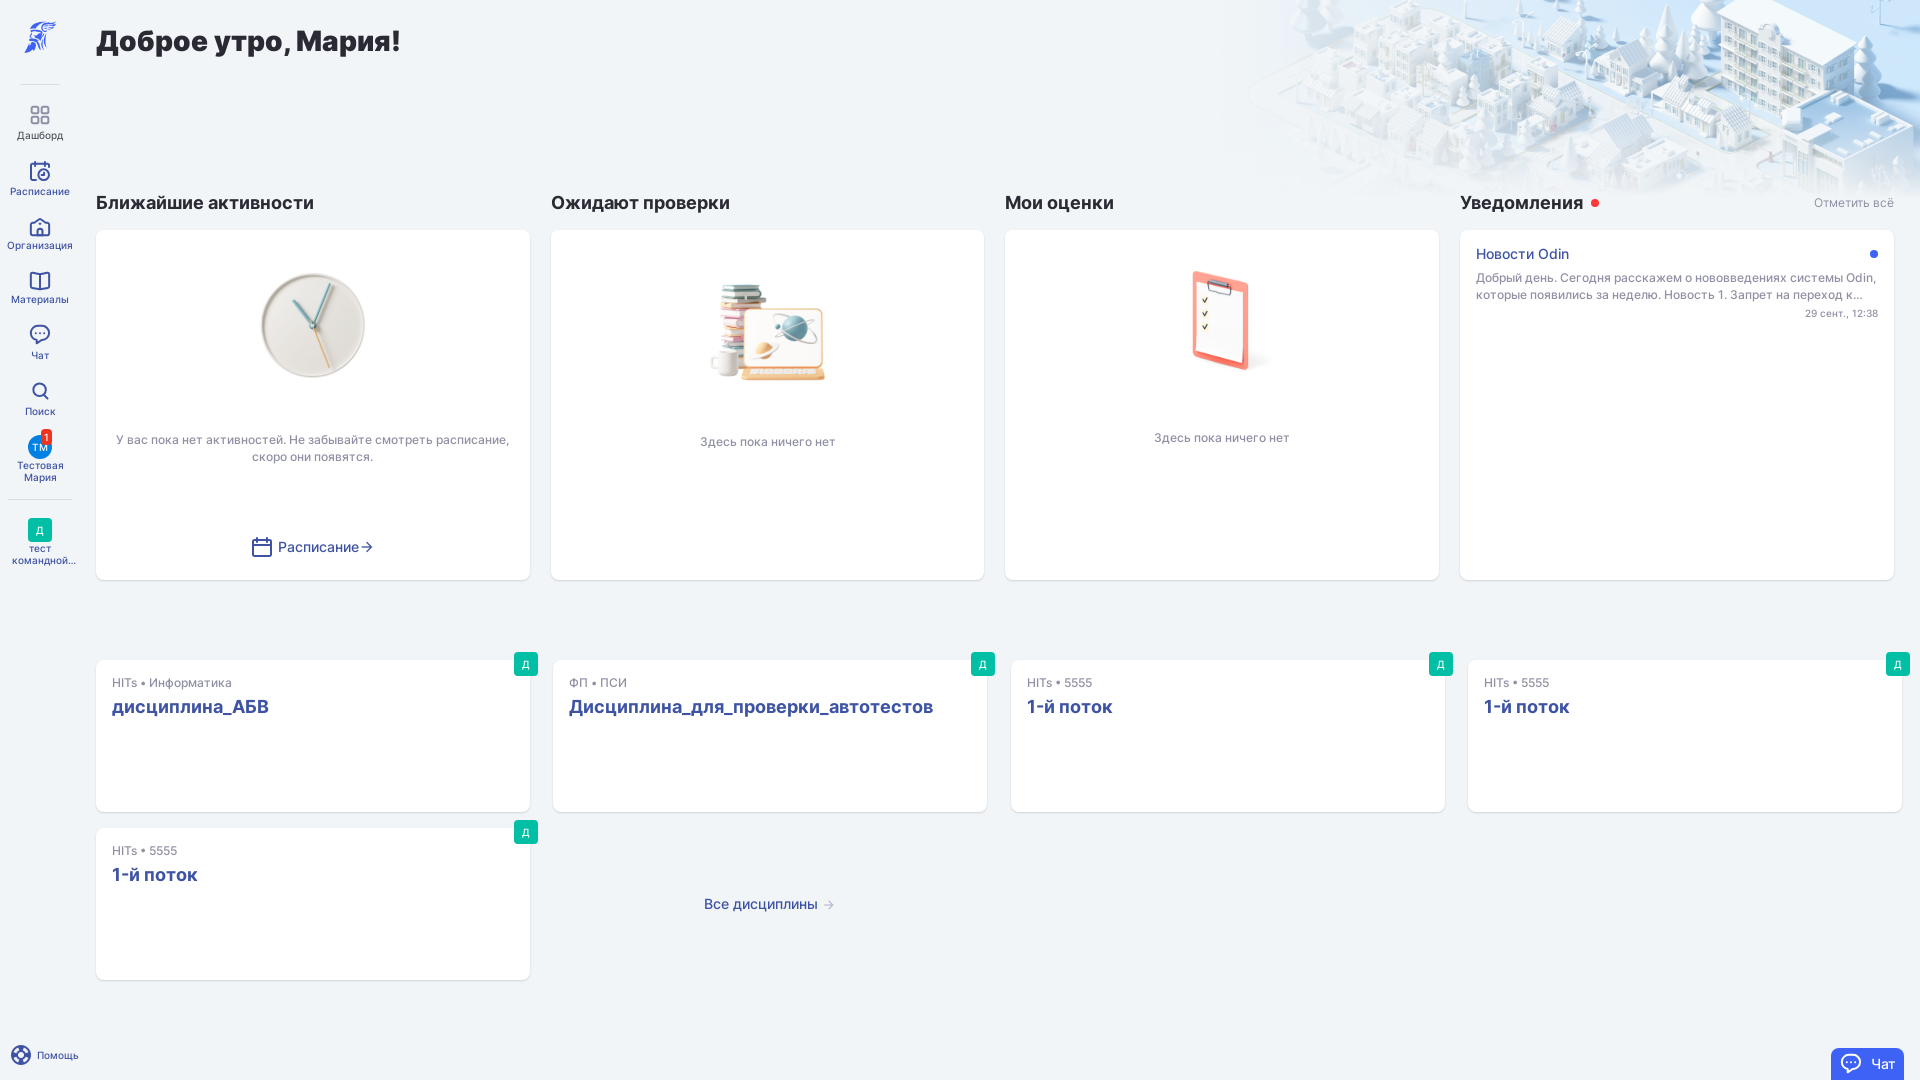 Доброе утро, Мария!
Дашборд
Расписание
Организация
Материалы
Чат
Поиск
ТМ
1
Тестовая
Мария
Д
тест
командной...
Помощь
Ближайшие активности
У вас пока нет активностей. Не забывайте смотреть расписание,
скоро они появятся.
Расписание
Ожидают проверки
Здесь пока ничего нет
Мои оценки
Здесь пока ничего нет
Уведомления
Отметить всё
Новости Odin
Добрый день. Сегодня расскажем о нововведениях системы Odin,
которые появились за неделю. Новость 1. Запрет на переход к...
29 сент., 12:38
Д
HITs • Информатика
дисциплина_АБВ
Д
ФП • ПСИ
Дисциплина_для_проверки_автотестов
Д
HITs • 5555
1-й поток
Д
HITs • 5555
1-й поток
Д
HITs • 5555
1-й поток
Все дисциплины
Чат